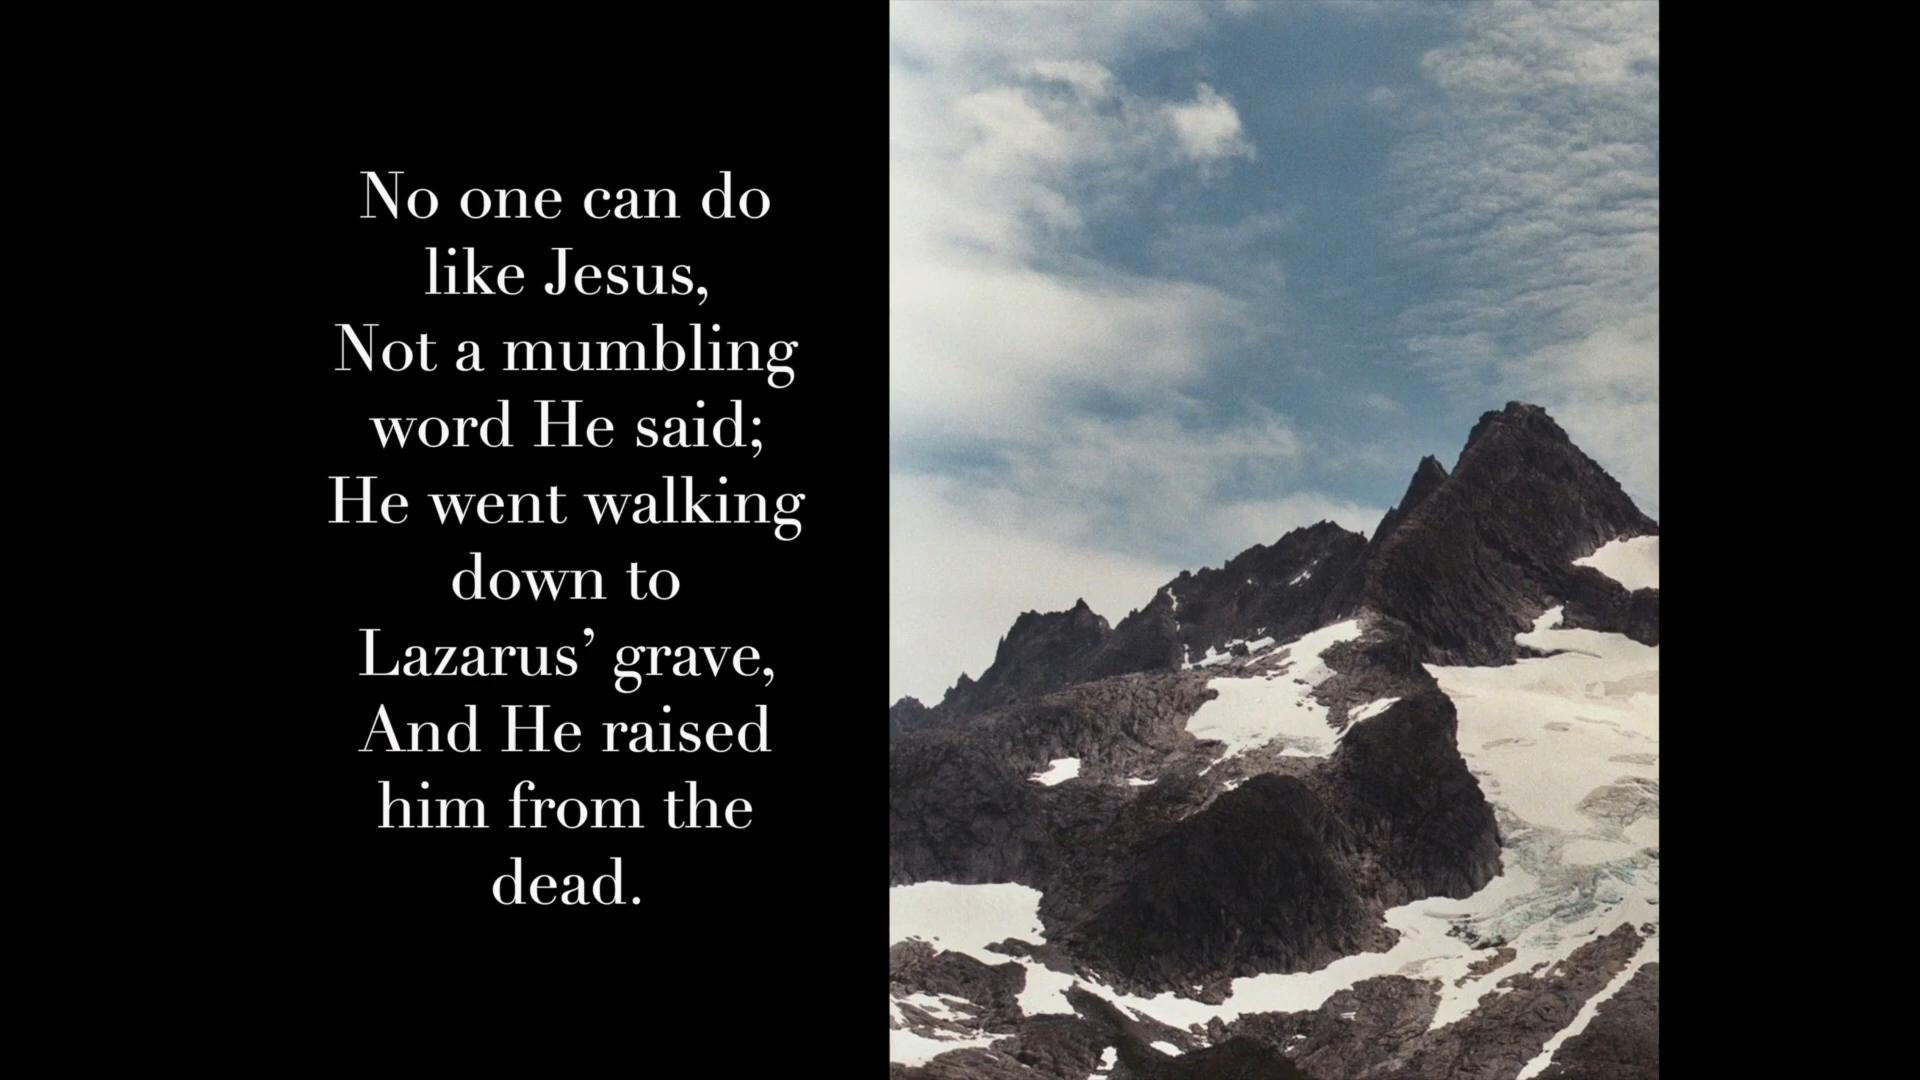 No one can do
like Jesus,
Not a mumbling
word He said;
He went walking
down to
Lazarus’ grave,
And He raised
him from the
dead.